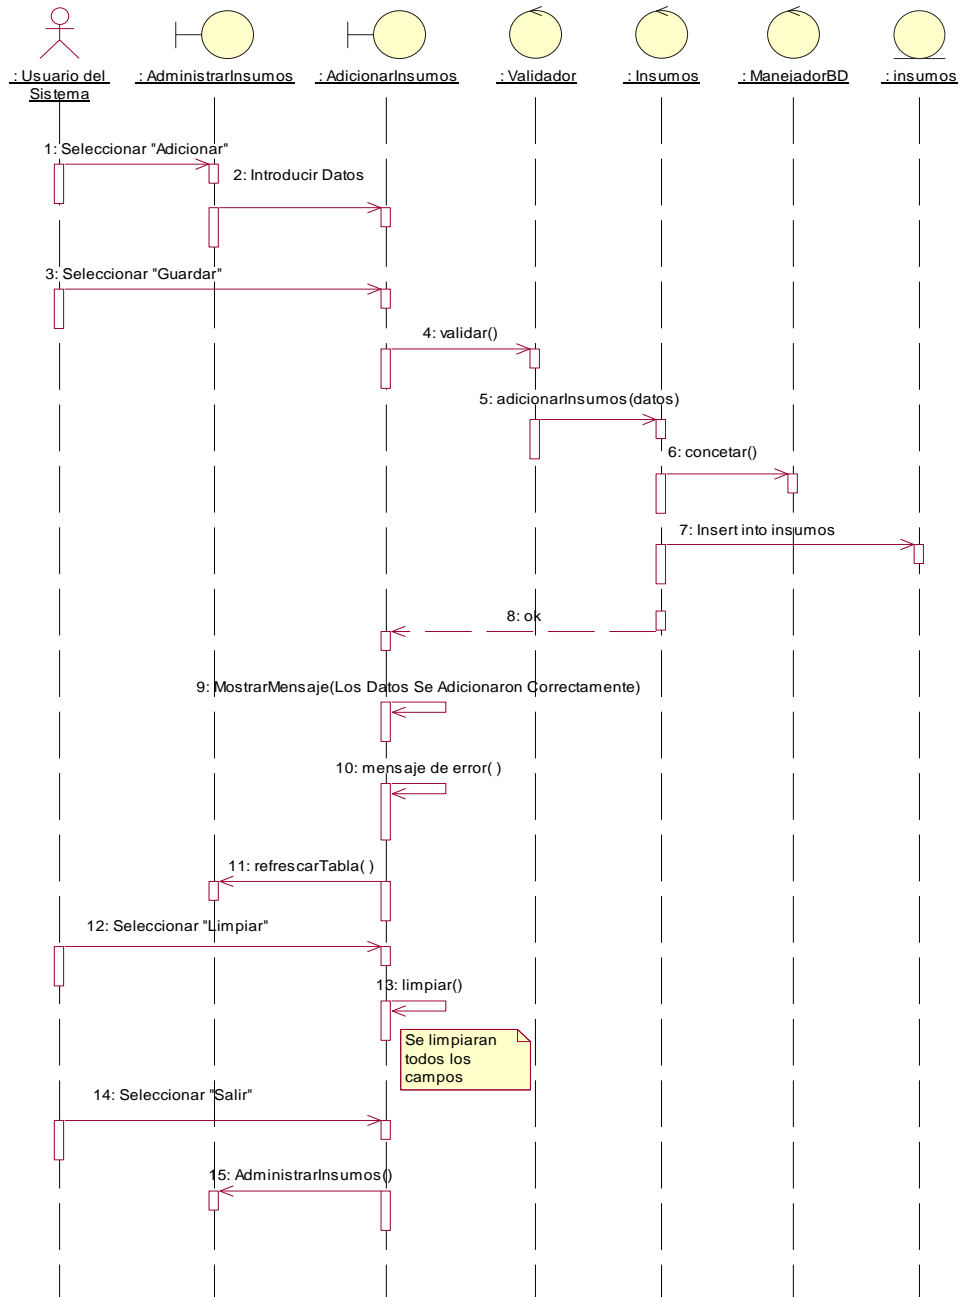 : Usuario del
Sistema
: AdministrarInsumos
: AdicionarInsumos
: Validador
: Insumos
: ManejadorBD
: insumos
1: Seleccionar "Adicionar"
2: Introducir Datos
3: Seleccionar "Guardar"
4: validar()
5: adicionarInsumos(datos)
6: concetar()
7: Insert into insumos
8: ok
9: MostrarMensaje(Los Datos Se Adicionaron Correctamente)
10: mensaje de error( )
11: refrescarTabla( )
12: Seleccionar "Limpiar"
13: limpiar()
Se limpiaran
todos los
campos
14: Seleccionar "Salir"
15: AdministrarInsumos()